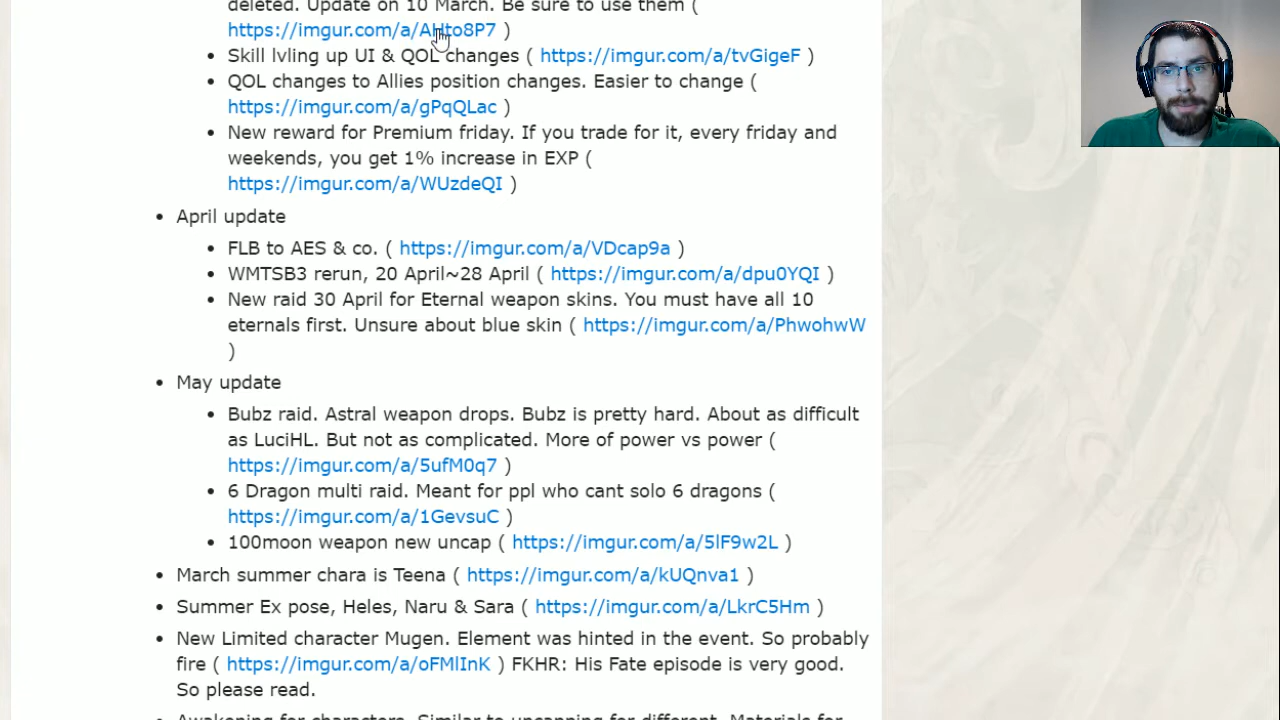 deleted. Update on 10 March. Be sure to use them (
https://imgur.com/a/AHto8P7 )
Skill lvling up UI & QOL changes ( https://imgur.com/a/tvGigeF )
QOL changes to Allies position changes. Easier to change (
https://imgur.com/a/gPqQLac )
New reward for Premium friday. If you trade for it, every friday and
weekends, you get 1% increase in EXP (
https://imgur.com/a/WUzdeQI )
April update
FLB to AES & co. ( https://imgur.com/a/VDcap9a )
WMTSB3 rerun, 20 April~28 April ( https://imgur.com/a/dpu0YQI )
New raid 30 April for Eternal weapon skins. You must have all 10
eternals first. Unsure about blue skin ( https://imgur.com/a/PhwohwW
)
May update
Bubz raid. Astral weapon drops. Bubz is pretty hard. About as difficult
as LuciHL. But not as complicated. More of power vs power (
https://imgur.com/a/5ufM0q7 )
6 Dragon multi raid. Meant for ppl who cant solo 6 dragons (
https://imgur.com/a/1GevsuC )
100moon weapon new uncap ( https://imgur.com/a/5lF9w2L )
March summer chara is Teena ( https://imgur.com/a/kUQnva1 )
Summer Ex pose, Heles, Naru & Sara ( https://imgur.com/a/LkrC5Hm )
New Limited character Mugen. Element was hinted in the event. So probably
fire ( https://imgur.com/a/oFMlInK ) FKHR: His Fate episode is very good.
So please read.
Awakening for characters. Similar to uncapping for different. Materials for